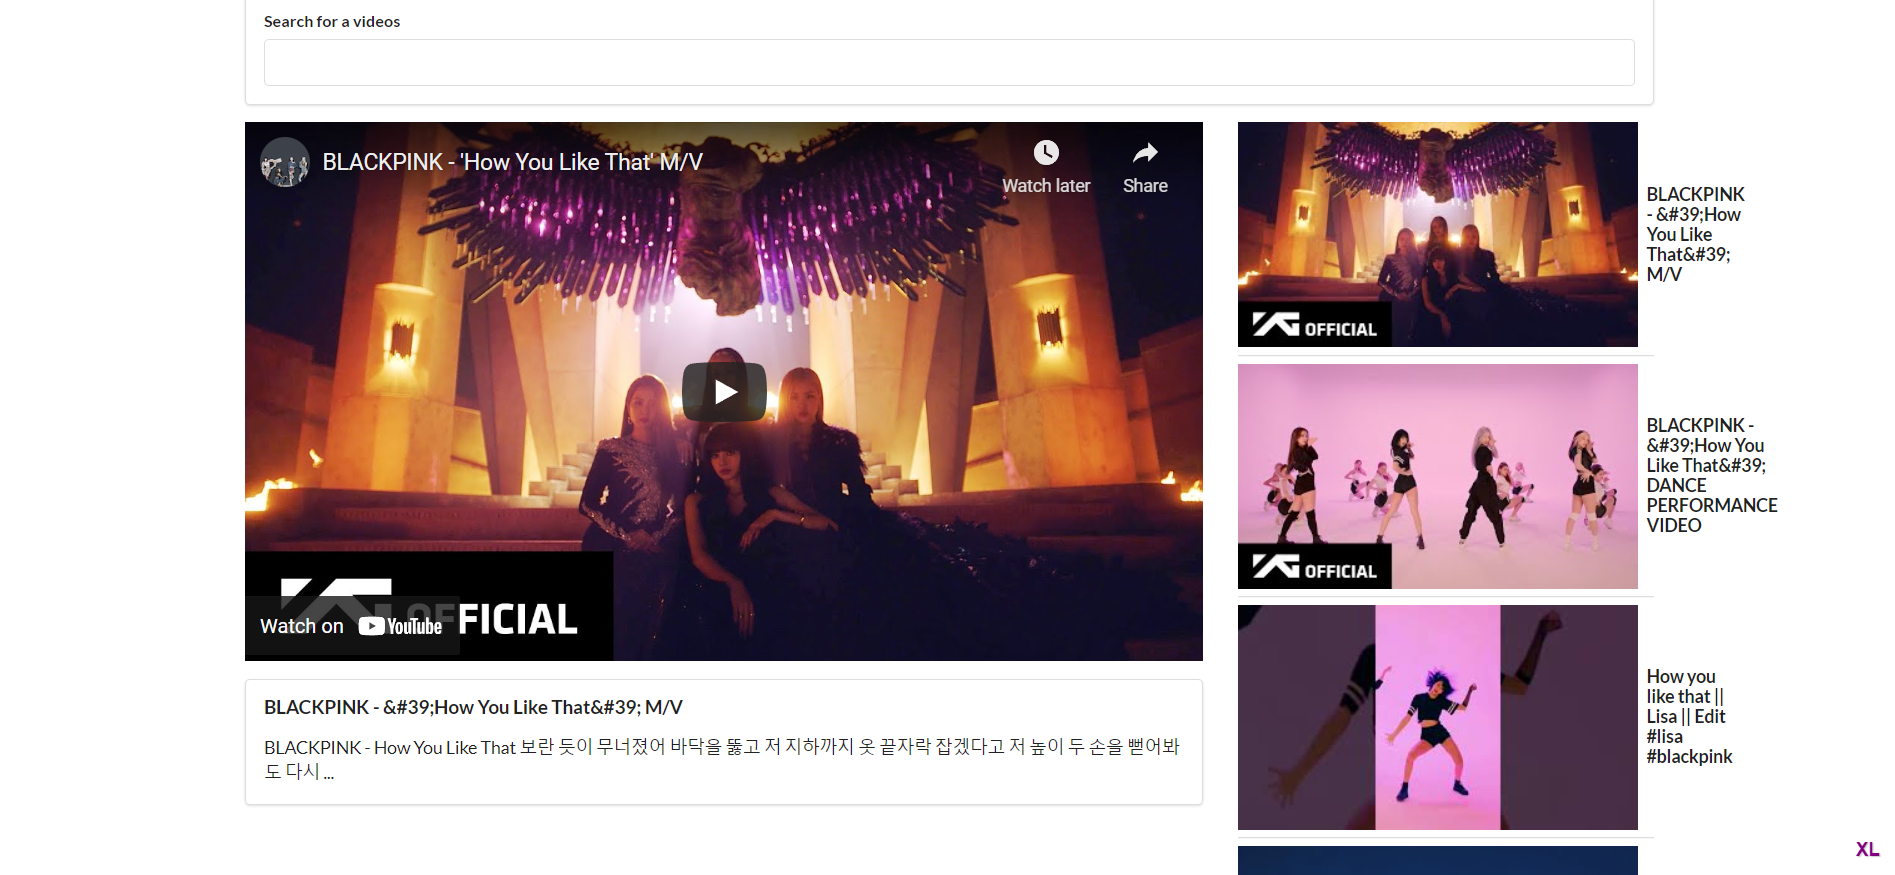 Search for a videos
BLACKPINK - 'How You Like That' M/V
Watch later
Share
OFFICIAL
Watch on YouTube
BLACKPINK - &#39;How You Like That&#39; M/V
BLACKPINK - How You Like That 보란 듯이 무너졌어 바닥을 뚫고 저 지하까지 옷 끝자락 잡겠다고 저 높이 두 손을 뻗어봐
도 다시 ...
YG OFFICIAL
BLACKPINK
- &#39;How
You Like
That&#39;
M/V
YG OFFICIAL
BLACKPINK -
&#39;How You
Like That&#39;
DANCE
PERFORMANCE
VIDEO
How you
like that ||
Lisa || Edit
#lisa
#blackpink
XL